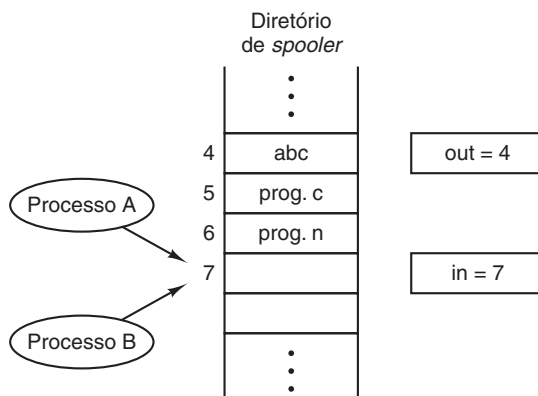 Diretório
de spooler
4 abc out = 4
Processo A
5 prog. c
6 prog. n
7 in = 7
Processo B